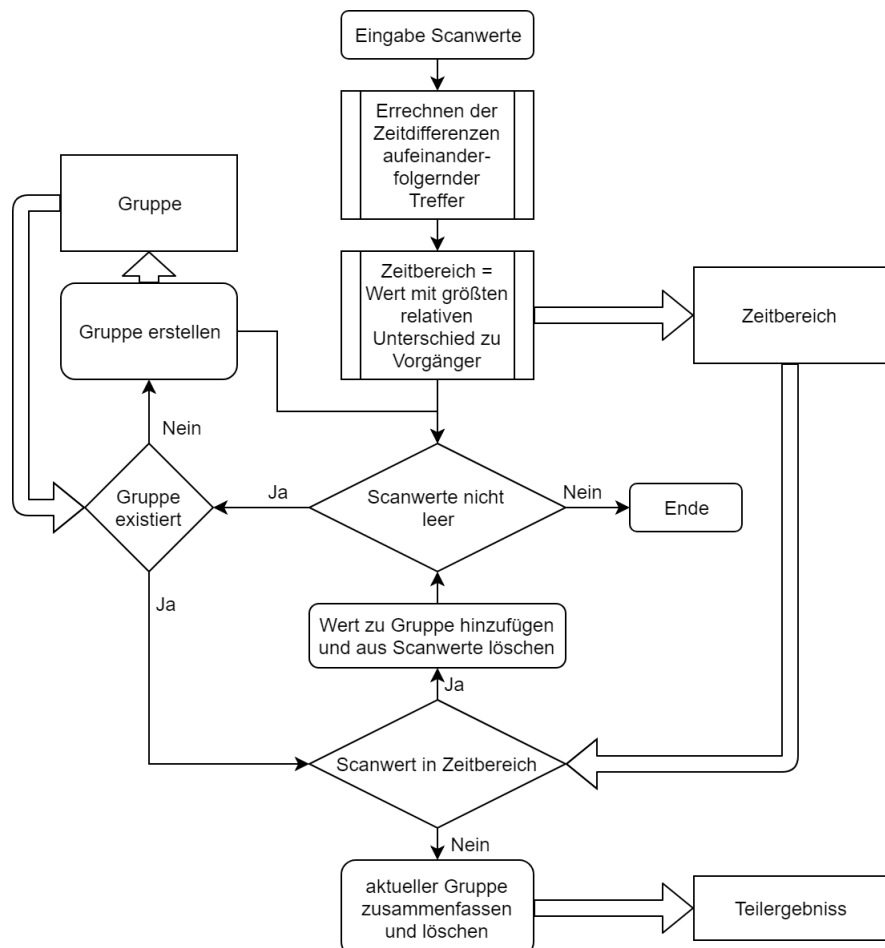 Eingabe Scanwerte
Errechnen der
Zeitdifferenzen
aufeinander-
folgernder
Treffer
Gruppe
Zeitbereich =
Wert mit größten
relativen
Unterschied zu
Vorgänger
Zeitbereich
Gruppe erstellen
Nein
Gruppe
existiert
Ja
Scanwerte nicht
leer
Nein
Ende
Ja
Wert zu Gruppe hinzufügen
und aus Scanwerte löschen
Ja
Scanwert in Zeitbereich
Nein
aktueller Gruppe
zusammenfassen
und löschen
Teilergebniss